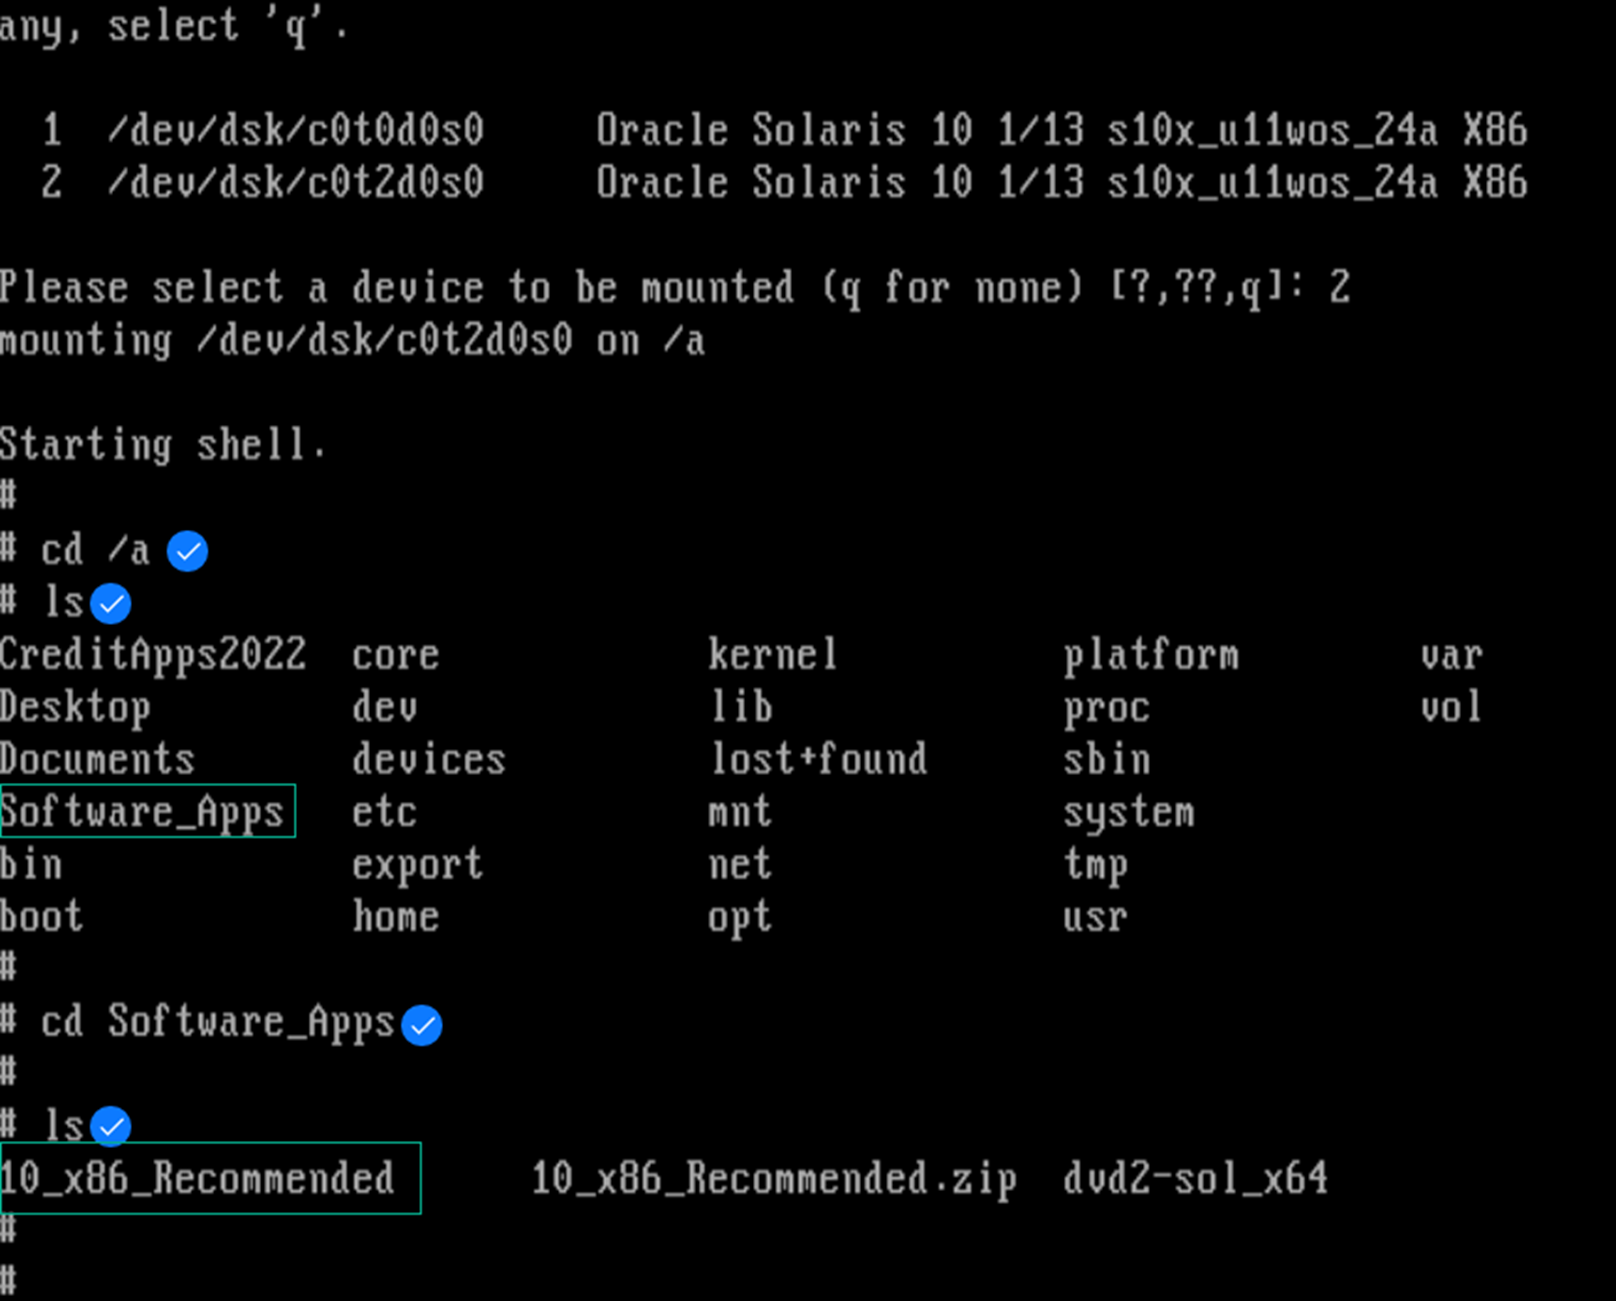 any, select 'q'.
1 /dev/dsk/c0t0d0s0 Oracle Solaris 10 1/13 s10x_u11wos_24a X86
2 /dev/dsk/c0t2d0s0 Oracle Solaris 10 1/13 s10x_u11wos_24a X86
Please select a device to be mounted (q for none) [?,??,q]: 2
mounting /dev/dsk/c0t2d0s0 on /a
Starting shell.
#
# cd /a
# ls
CreditApps2022 core kernel platform var
Desktop dev lib proc vol
Documents devices lost+found sbin
Software_Apps etc mnt system
bin export net tmp
boot home opt usr
#
# cd Software_Apps
#
# ls
10_x86_Recommended 10_x86_Recommended.zip dvd2-sol_x64
#
#